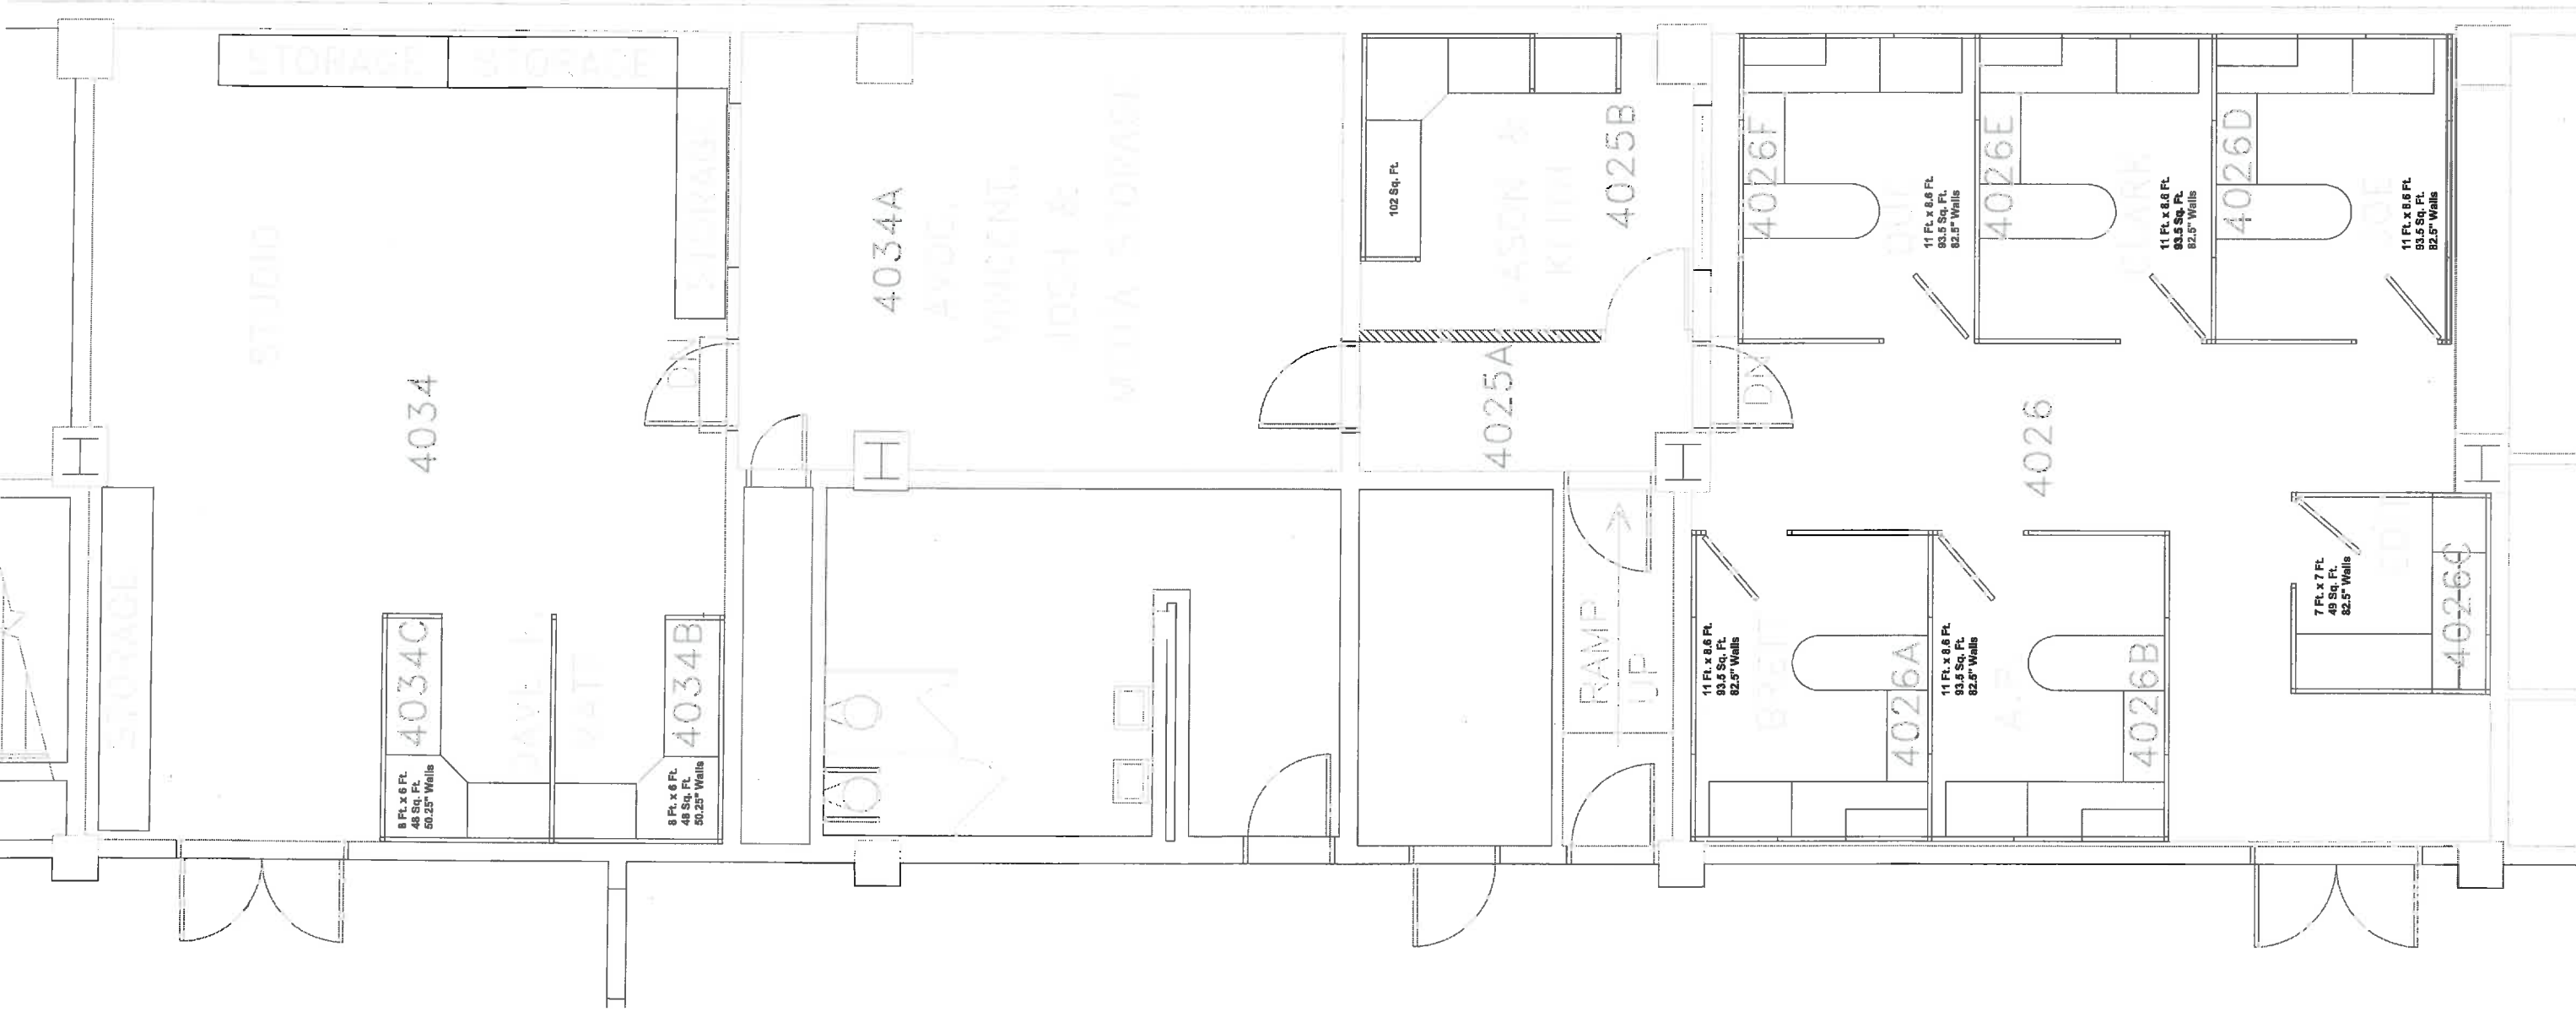 STORAGE
STORAGE
STORAGE
4034A
102 Sq. Ft.
4025B
4026F
11 Ft. x 8.6 Ft.
93.5 Sq. Ft.
82.5" Walls
4026E
11 Ft. x 8.6 Ft.
93.5 Sq. Ft.
82.5" Walls
4026D
11 Ft. x 8.6 Ft.
93.5 Sq. Ft.
82.5" Walls
4034
DN
4025A
DN
4026
H
H
H
H
STORAGE
4034C
8 Ft. x 6 Ft.
48 Sq. Ft.
50.25" Walls
4034B
8 Ft. x 6 Ft.
48 Sq. Ft.
50.25" Walls
RAMP
UP
11 Ft. x 8.6 Ft.
93.5 Sq. Ft.
82.5" Walls
4026A
11 Ft. x 8.6 Ft.
93.5 Sq. Ft.
82.5" Walls
4026B
7 Ft. x 7 Ft.
49 Sq. Ft.
82.5" Walls
4026C